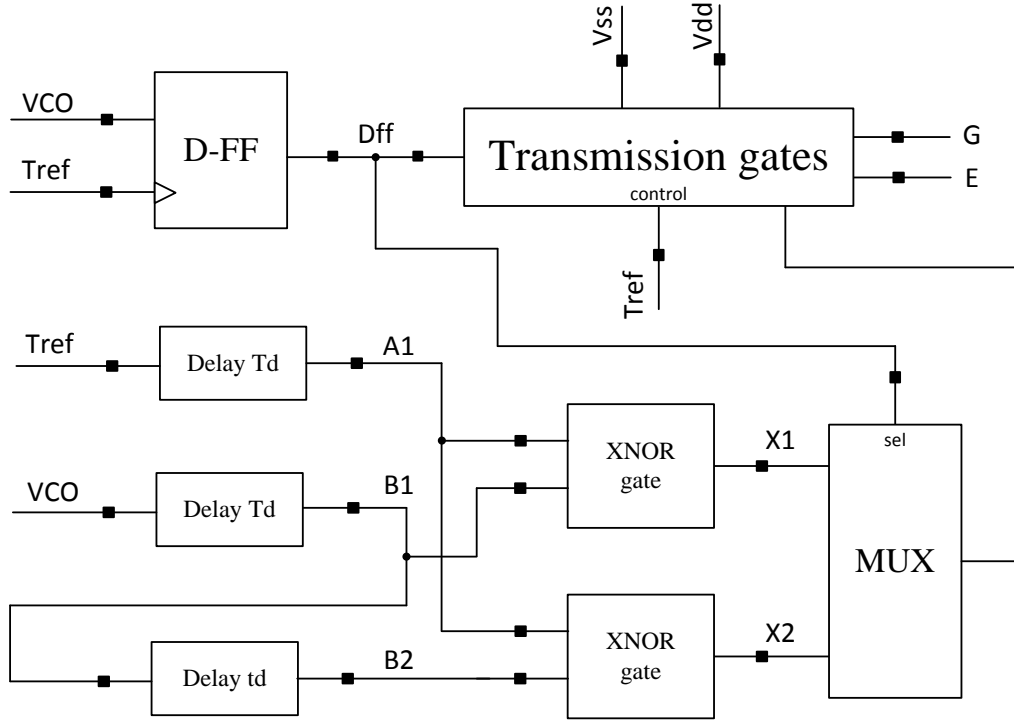 Vss
Vdd
VCO
D-FF
Dff
Transmission gates
control
G
E
Tref
Tref
Tref
Delay Td
A1
XNOR
gate
X1
sel
VCO
Delay Td
B1
MUX
Delay td
B2
XNOR
gate
X2